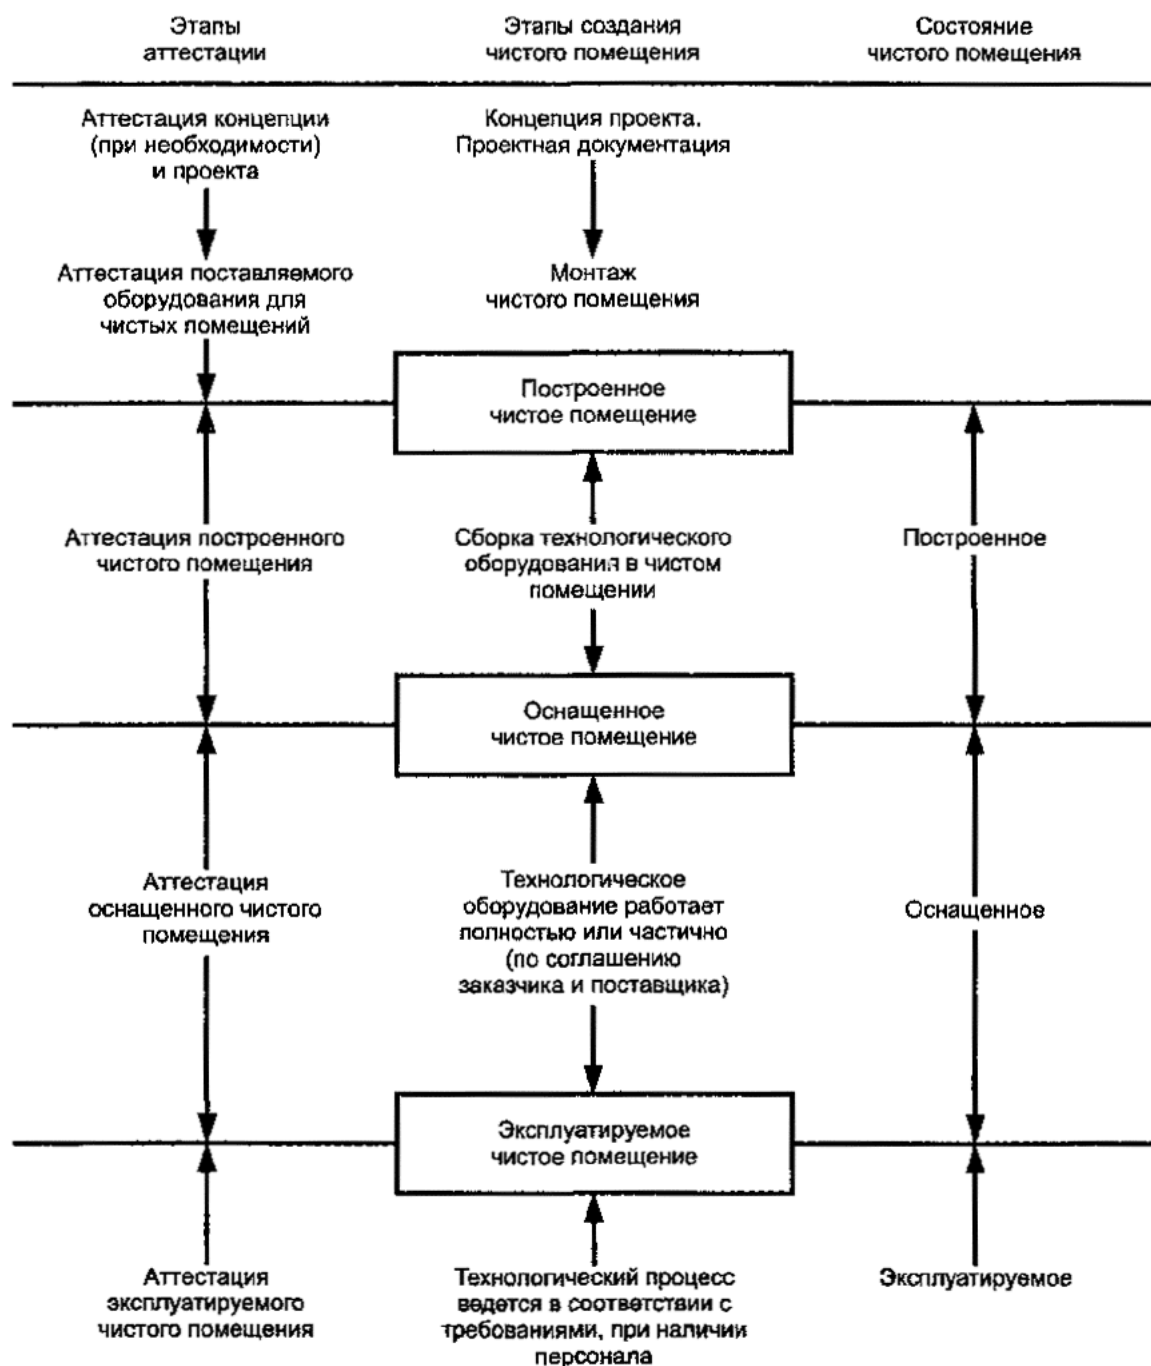 Этапы
аттестации
Этапы создания
чистого помещения
Состояние
чистого помещения
Аттестация концепции
(при необходимости)
и проекта
Концепция проекта.
Проектная документация
Аттестация поставляемого
оборудования для
чистых помещений
Монтаж
чистого помещения
Построенное
чистое помещение
Аттестация построенного
чистого помещения
Сборка технологического
оборудования в чистом
помещении
Построенное
Оснащенное
чистое помещение
Аттестация
оснащенного чистого
помещения
Технологическое
оборудование работает
полностью или частично
(по соглашению
заказчика и поставщика)
Оснащенное
Эксплуатируемое
чистое помещение
Аттестация
эксплуатируемого
чистого помещения
Технологический процесс
ведется в соответствии с
требованиями, при наличии
персонала
Эксплуатируемое